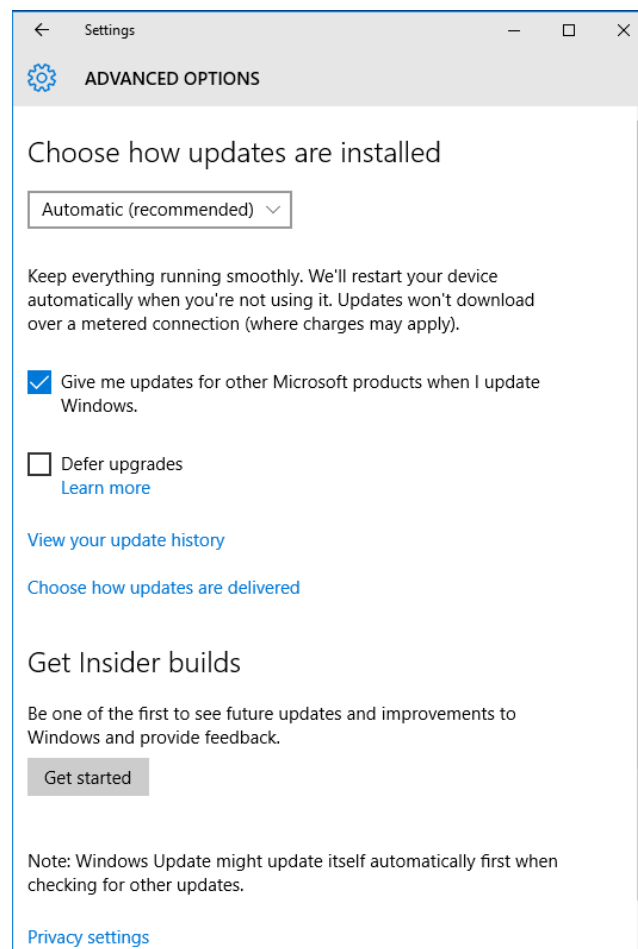 Settings
ADVANCED OPTIONS
Choose how updates are installed
Automatic (recommended)
Keep everything running smoothly. We'll restart your device
automatically when you're not using it. Updates won't download
over a metered connection (where charges may apply).
Give me updates for other Microsoft products when I update
Windows.
Defer upgrades
Learn more
View your update history
Choose how updates are delivered
Get Insider builds
Be one of the first to see future updates and improvements to
Windows and provide feedback.
Get started
Note: Windows Update might update itself automatically first when
checking for other updates.
Privacy settings